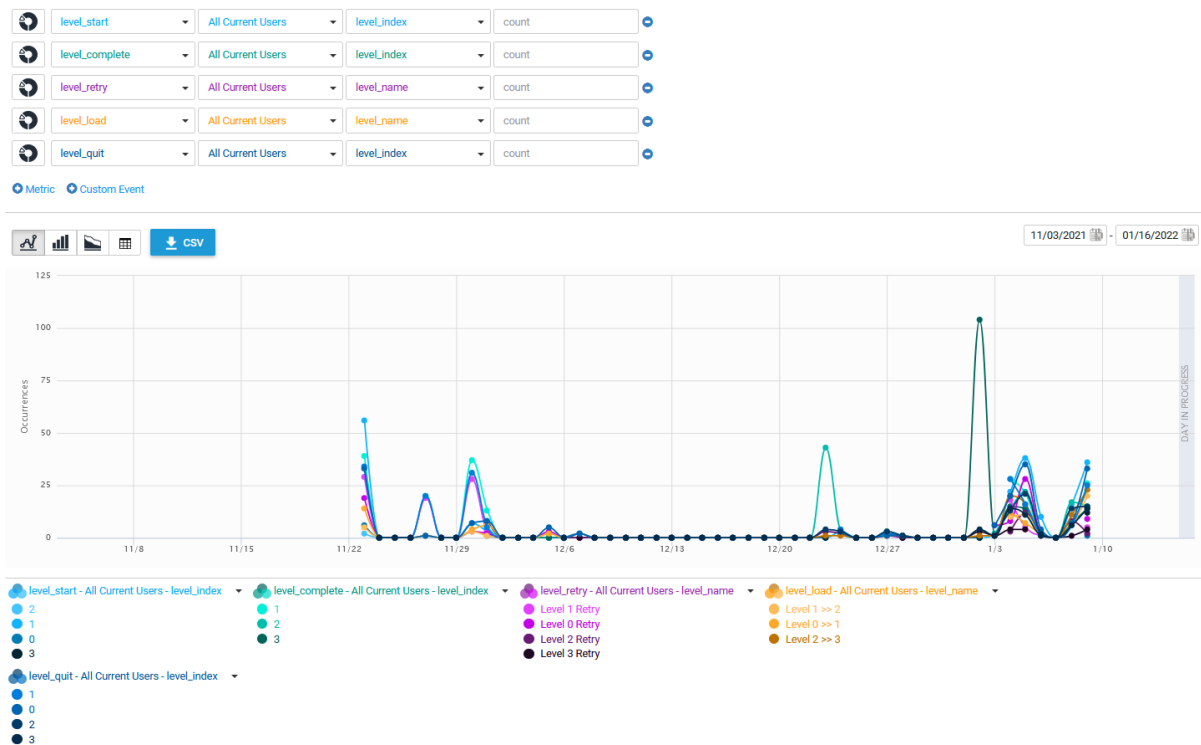 level_start All Current Users level_index count
level_complete All Current Users level_index count
level_retry All Current Users level_name count
level_load All Current Users level_name count
level_quit All Current Users level_index count
Metric Custom Event
CSV 11/03/2021 - 01/16/2022
125
100
75
50
25
0
Occurrences
DAY IN PROGRESS
11/8 11/15 11/22 11/29 12/6 12/13 12/20 12/27 1/3 1/10
level_start - All Current Users - level_index
2
1
0
3
level_complete - All Current Users - level_index
1
2
3
level_retry - All Current Users - level_name
Level 1 Retry
Level 0 Retry
Level 2 Retry
Level 3 Retry
level_load - All Current Users - level_name
Level 1 >> 2
Level 0 >> 1
Level 2 >> 3
level_quit - All Current Users - level_index
1
0
2
3